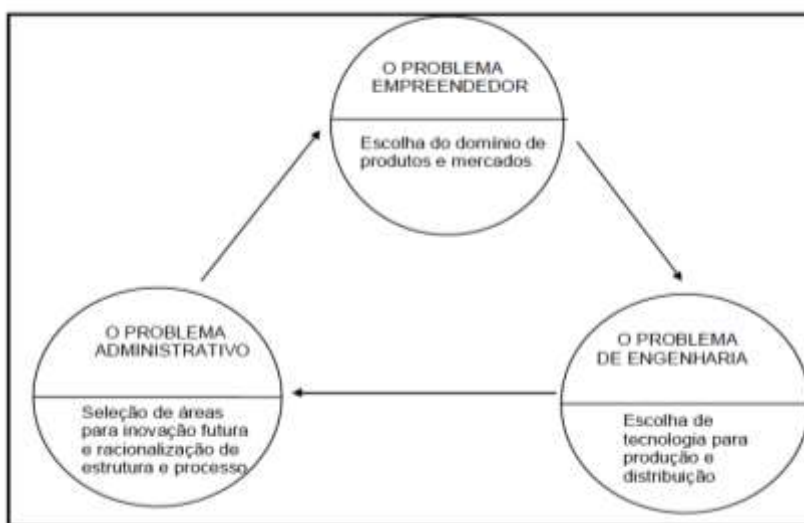 O PROBLEMA
EMPREENDEDOR
Escolha do domínio de
produtos e mercados
O PROBLEMA
ADMINISTRATIVO
Seleção de áreas
para inovação futura
e racionalização de
estrutura e processo
O PROBLEMA
DE ENGENHARIA
Escolha de
tecnologia para
produção e
distribuição